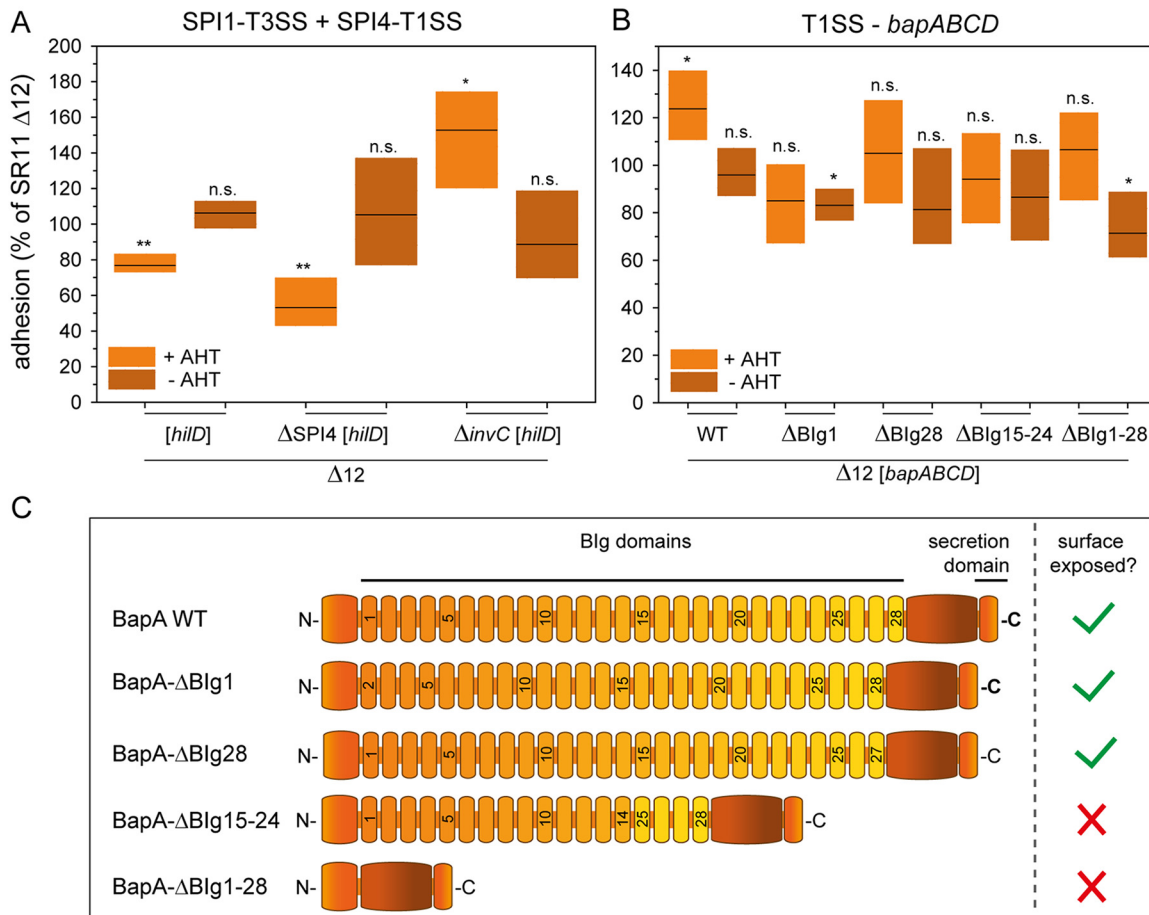 A
SPI1-T3SS + SPI4-T1SS
adhesion (% of SR11 Δ12)
200
180
160
140
120
100
80
60
40
20
0
**
n.s.
**
n.s.
*
n.s.
+ AHT
- AHT
[hilD]
ΔSPI4 [hilD]
ΔinvC [hilD]
Δ12
B
T1SS - bapABCD
140
120
100
80
60
40
20
0
*
n.s.
n.s.
*
n.s.
n.s.
n.s.
n.s.
n.s.
*
+ AHT
- AHT
WT
ΔBIg1
ΔBIg28
ΔBIg15-24
ΔBIg1-28
Δ12 [bapABCD]
C
BIg domains
secretion domain
surface exposed?
BapA WT N- 1 5 10 15 20 25 28 -C
BapA-ΔBIg1 N- 2 5 10 15 20 25 28 -C
BapA-ΔBIg28 N- 1 5 10 15 20 25 27 -C
BapA-ΔBIg15-24 N- 1 5 10 14 25 28 -C
BapA-ΔBIg1-28 N- -C